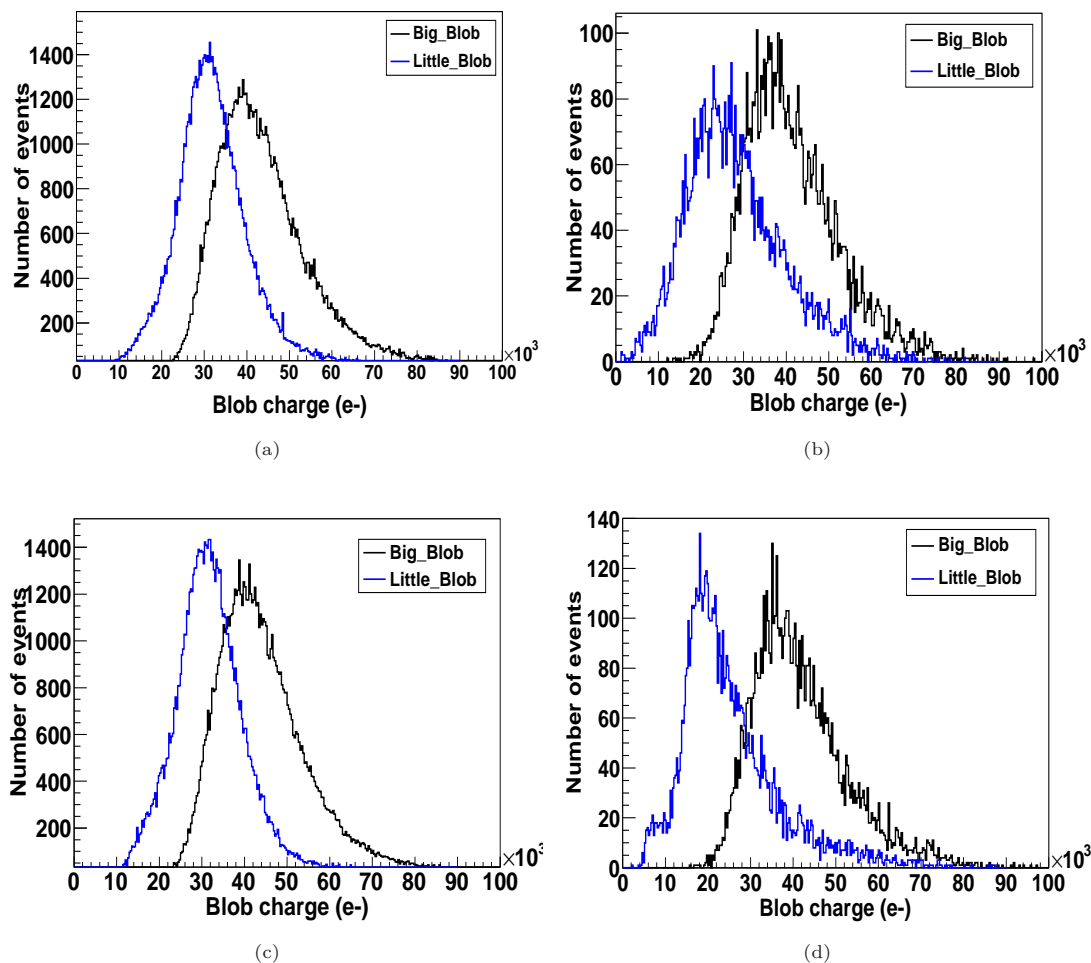 Number of events
1400
1200
1000
800
600
400
200
Big_Blob
Little_Blob
0 10 20 30 40 50 60 70 80 90 100
×10³
Blob charge (e-)
(a)
Number of events
100
80
60
40
20
0
Big_Blob
Little_Blob
0 10 20 30 40 50 60 70 80 90 100
×10³
Blob charge (e-)
(b)
Number of events
1400
1200
1000
800
600
400
200
Big_Blob
Little_Blob
0 10 20 30 40 50 60 70 80 90 100
×10³
Blob charge (e-)
(c)
Number of events
140
120
100
80
60
40
20
0
Big_Blob
Little_Blob
0 10 20 30 40 50 60 70 80 90 100
×10³
Blob charge (e-)
(d)